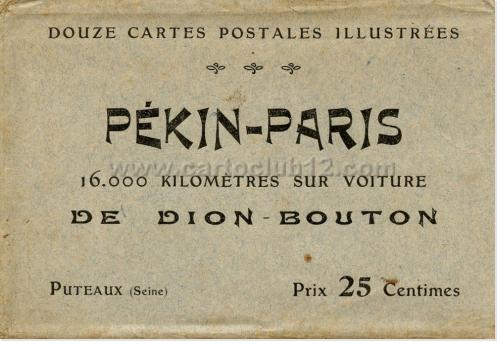 DOUZE CARTES POSTALES ILLUSTRÉES
PÉKIN-PARIS
www.cartoclub12.com
16.000 KILOMÈTRES SUR VOITURE
DE DION-BOUTON
PUTEAUX (Seine) Prix 25 Centimes